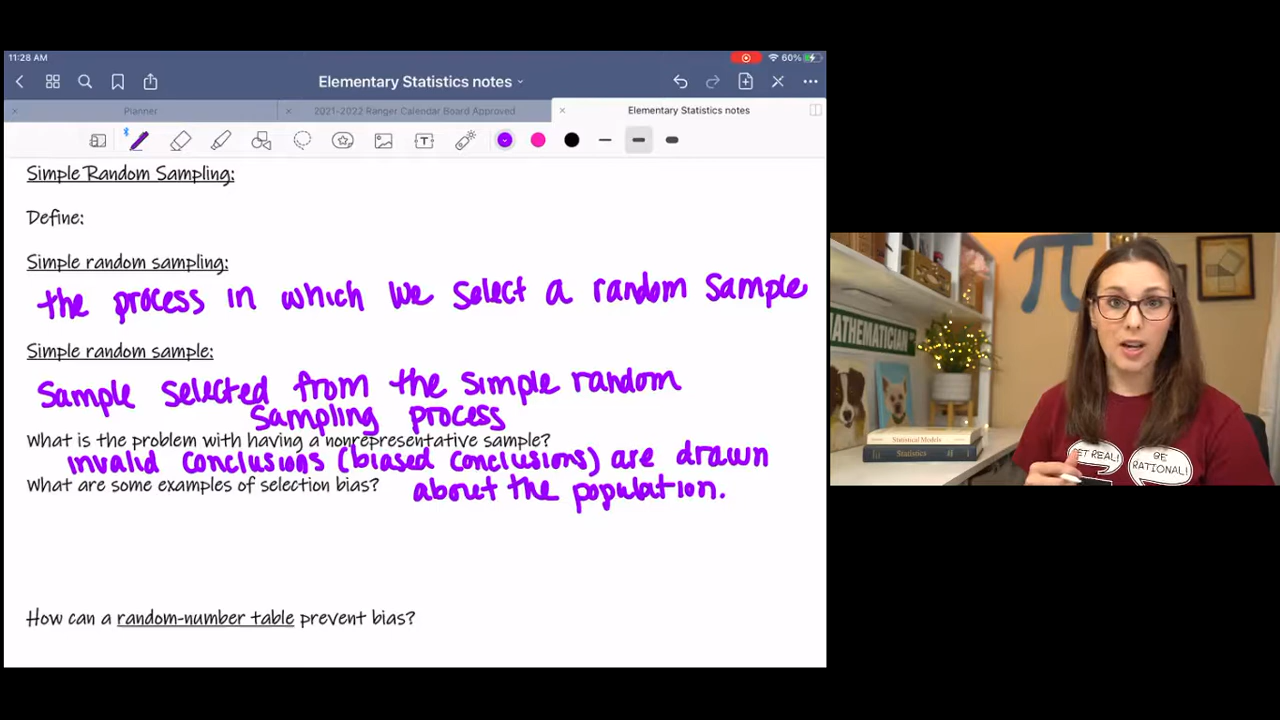 11:28 AM
60%
Elementary Statistics notes
Planner
2021-2022 Ranger Calendar Board Approved
Elementary Statistics notes
Simple Random Sampling:
Define:
Simple random sampling:
the process in which we select a random sample
Simple random sample:
Sample selected from the simple random
sampling process
What is the problem with having a nonrepresentative sample?
invalid conclusions (biased conclusions) are drawn
What are some examples of selection bias?
about the population.
How can a random-number table prevent bias?
MATHEMATICIAN
Statistical Models
Statistics
GET REAL!
BE
RATIONAL!